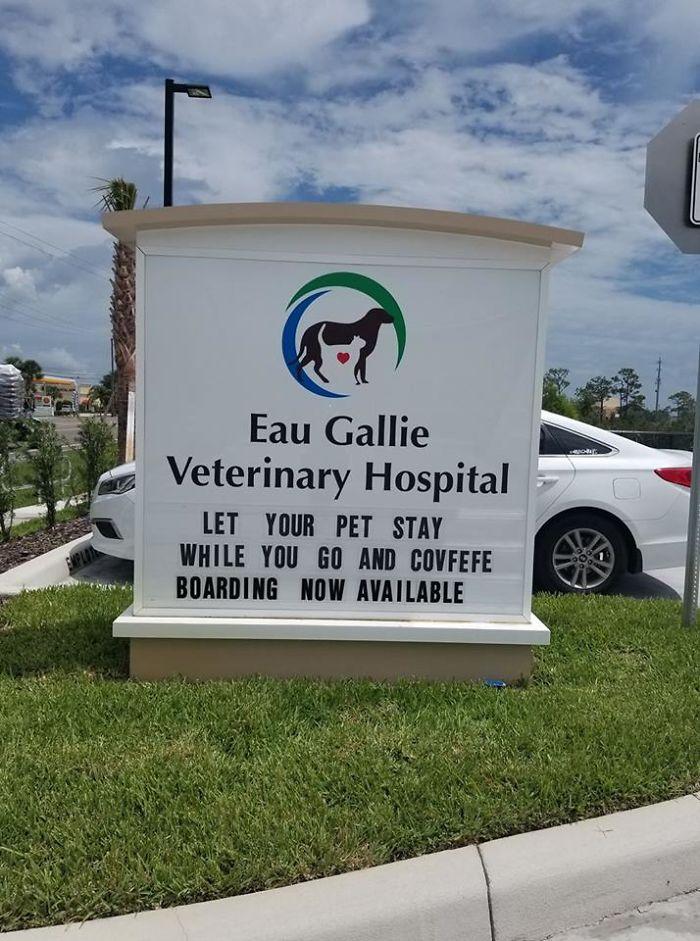 Eau Gallie
Veterinary Hospital
LET YOUR PET STAY
WHILE YOU GO AND COVFEFE
BOARDING NOW AVAILABLE